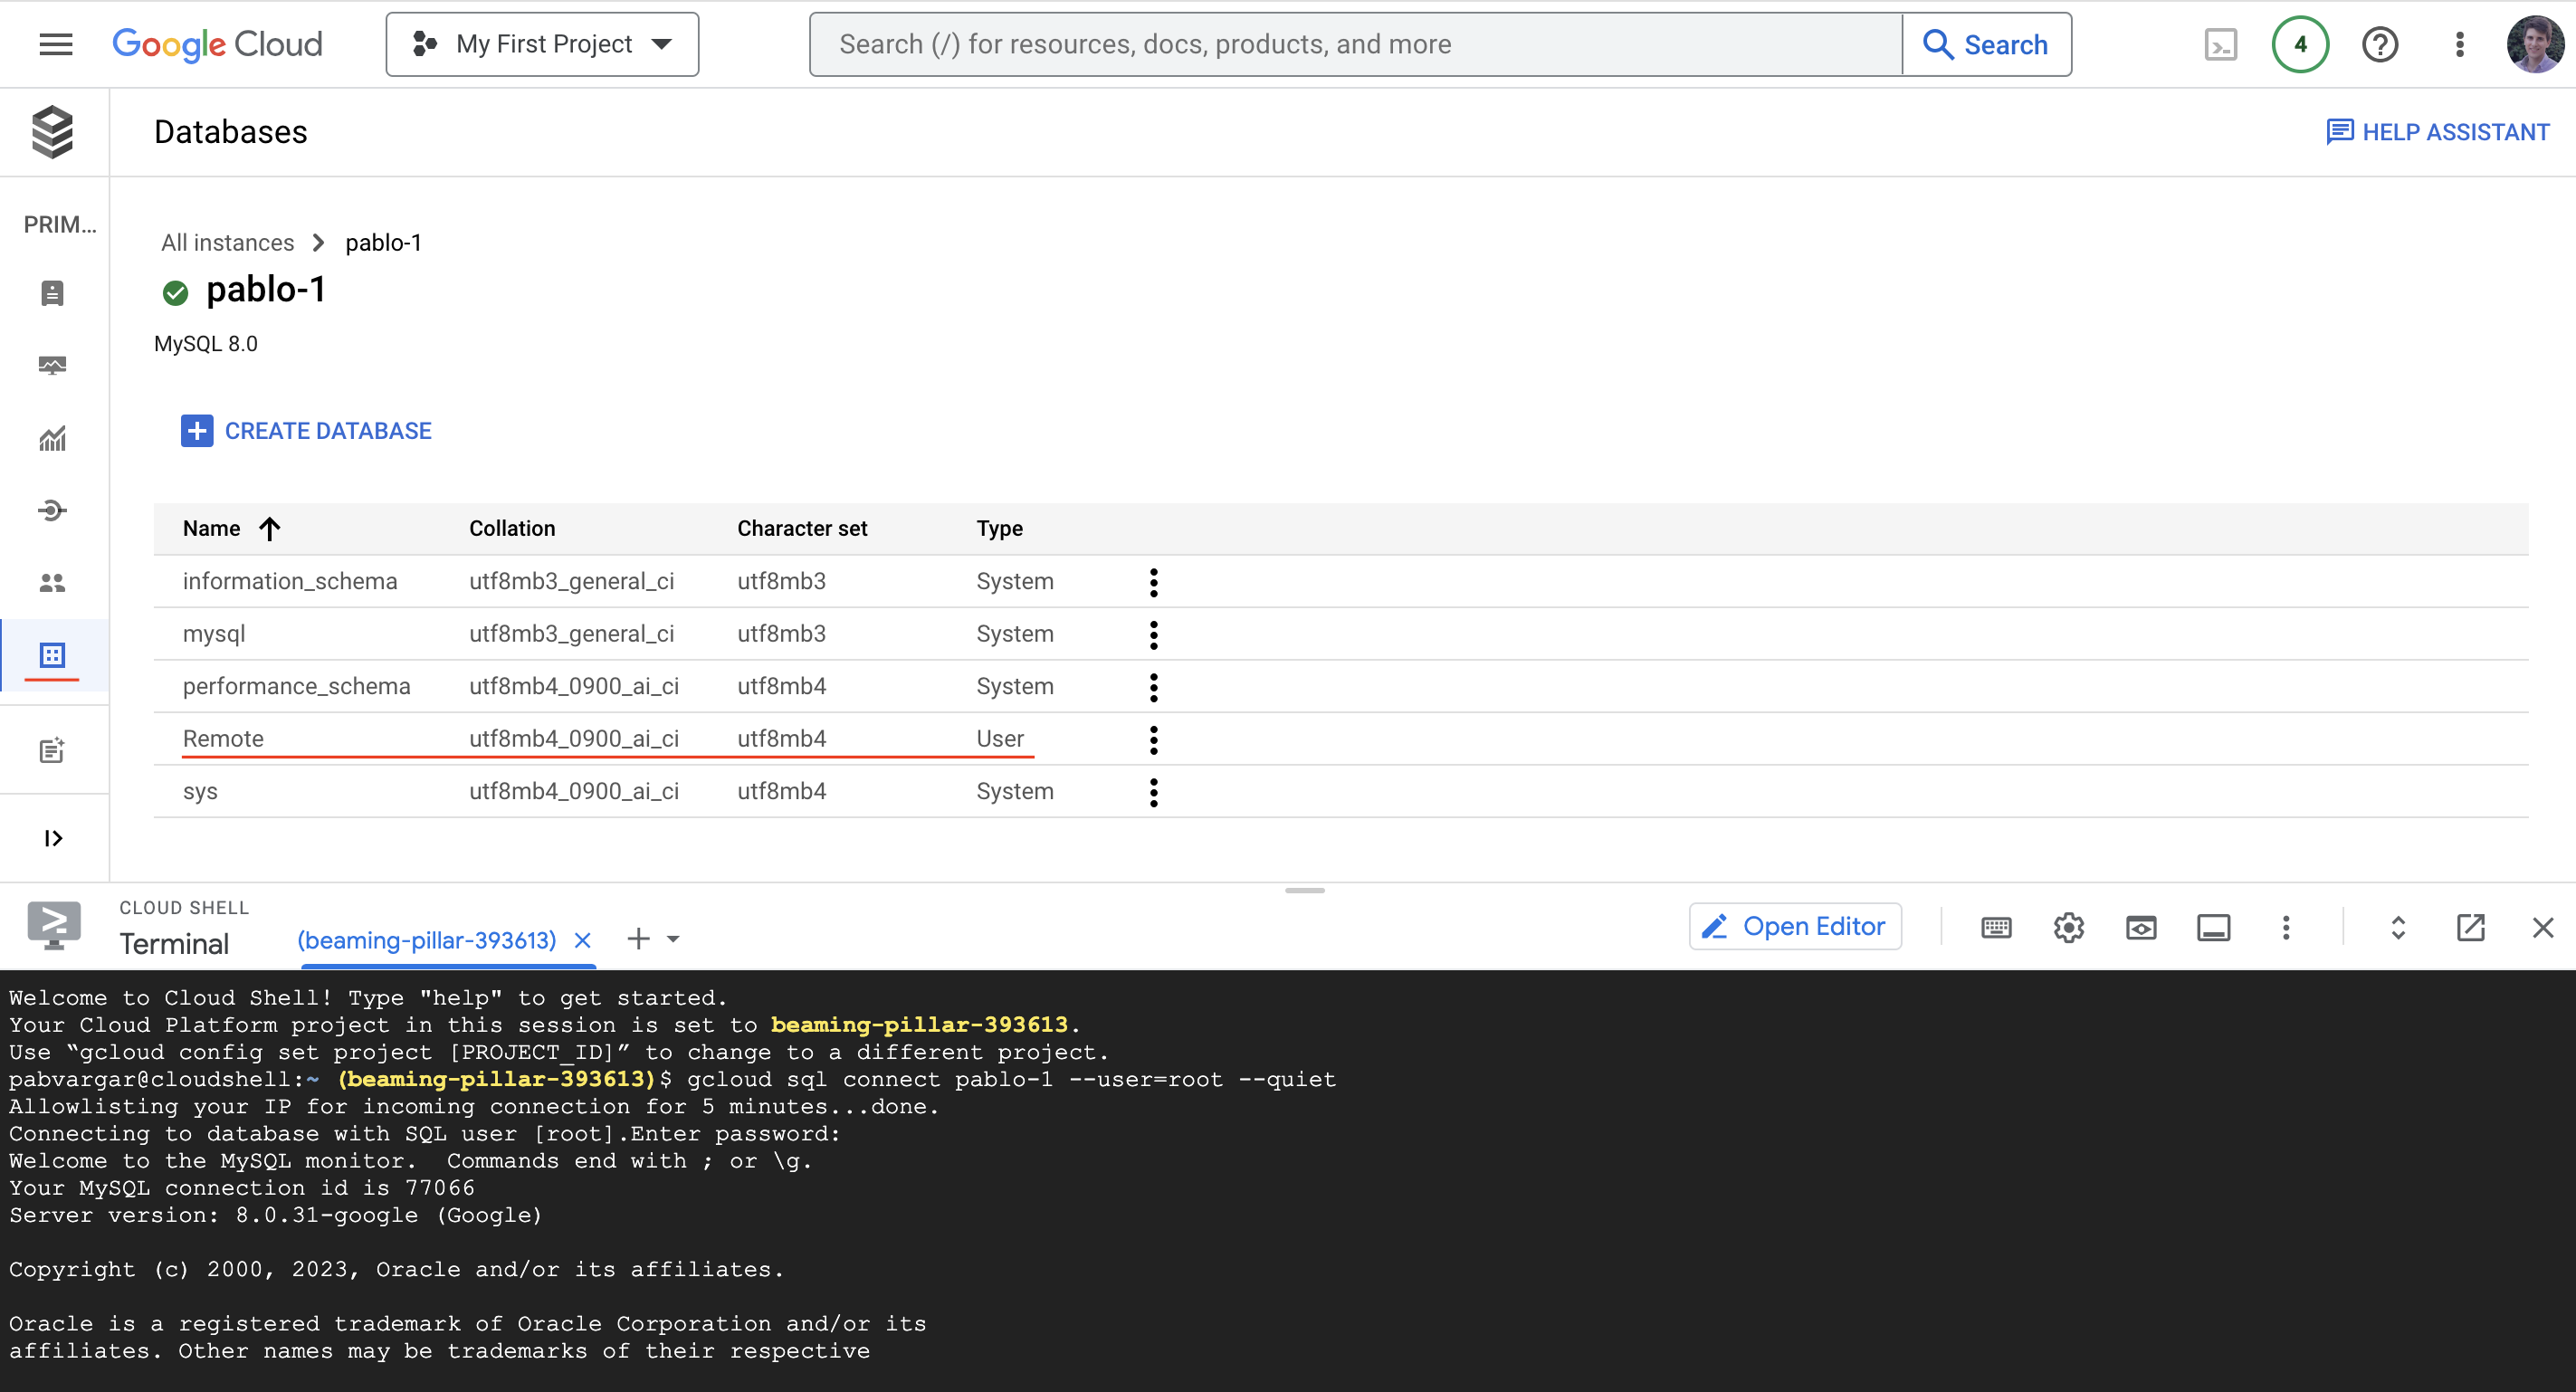 Google Cloud
My First Project
Search (/) for resources, docs, products, and more
Search
4
Databases
HELP ASSISTANT
PRIM...
All instances
pablo-1
pablo-1
MySQL 8.0
CREATE DATABASE
Name Collation Character set Type
information_schema utf8mb3_general_ci utf8mb3 System
mysql utf8mb3_general_ci utf8mb3 System
performance_schema utf8mb4_0900_ai_ci utf8mb4 System
Remote utf8mb4_0900_ai_ci utf8mb4 User
sys utf8mb4_0900_ai_ci utf8mb4 System
CLOUD SHELL
Terminal
(beaming-pillar-393613)
Open Editor
Welcome to Cloud Shell! Type "help" to get started.
Your Cloud Platform project in this session is set to beaming-pillar-393613.
Use “gcloud config set project [PROJECT_ID]” to change to a different project.
pabvargar@cloudshell:~ (beaming-pillar-393613)$ gcloud sql connect pablo-1 --user=root --quiet
Allowlisting your IP for incoming connection for 5 minutes...done.
Connecting to database with SQL user [root].Enter password:
Welcome to the MySQL monitor.  Commands end with ; or \g.
Your MySQL connection id is 77066
Server version: 8.0.31-google (Google)
Copyright (c) 2000, 2023, Oracle and/or its affiliates.
Oracle is a registered trademark of Oracle Corporation and/or its
affiliates. Other names may be trademarks of their respective